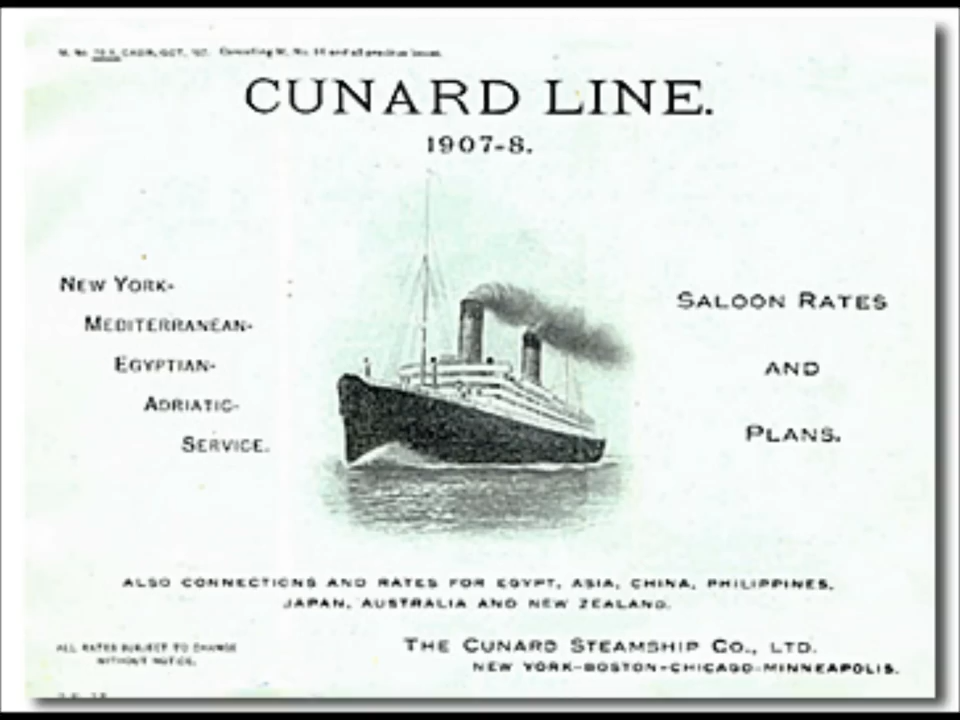 CUNARD LINE.
1907-8.
NEW YORK-
MEDITERRANEAN-
EGYPTIAN-
ADRIATIC-
SERVICE.
SALOON RATES
AND
PLANS.
ALSO CONNECTIONS AND RATES FOR EGYPT, ASIA, CHINA, PHILIPPINES,
JAPAN, AUSTRALIA AND NEW ZEALAND.
ALL RATES SUBJECT TO CHANGE
WITHOUT NOTICE.
THE CUNARD STEAMSHIP CO., LTD.
NEW YORK-BOSTON-CHICAGO-MINNEAPOLIS.